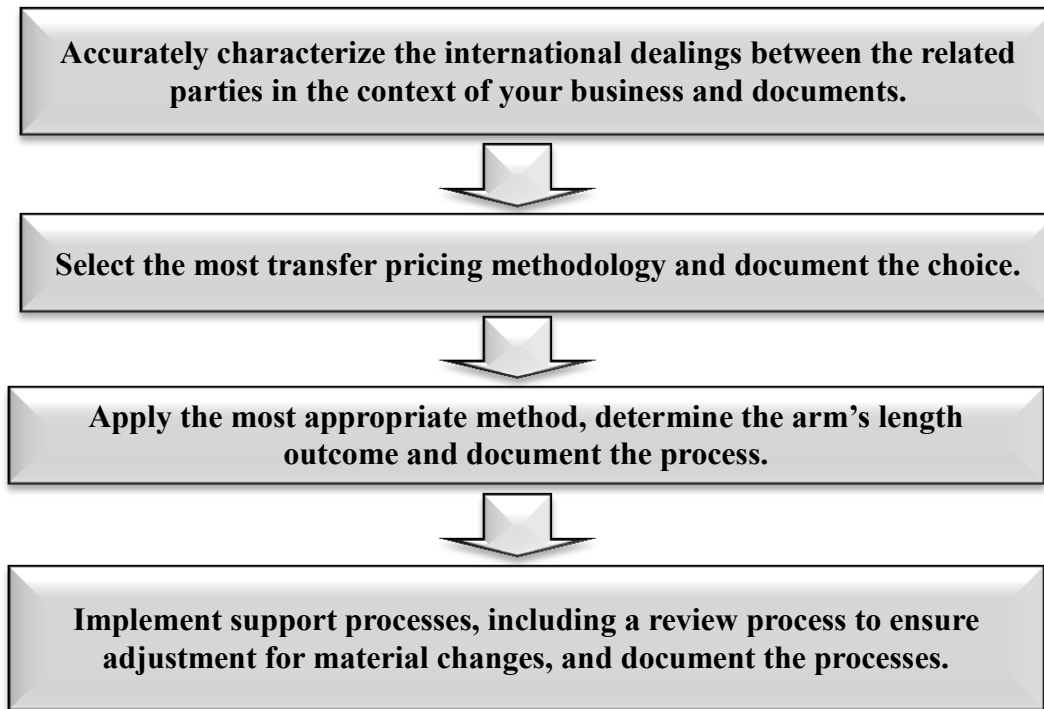 Accurately characterize the international dealings between the related
parties in the context of your business and documents.
Select the most transfer pricing methodology and document the choice.
Apply the most appropriate method, determine the arm’s length
outcome and document the process.
Implement support processes, including a review process to ensure
adjustment for material changes, and document the processes.